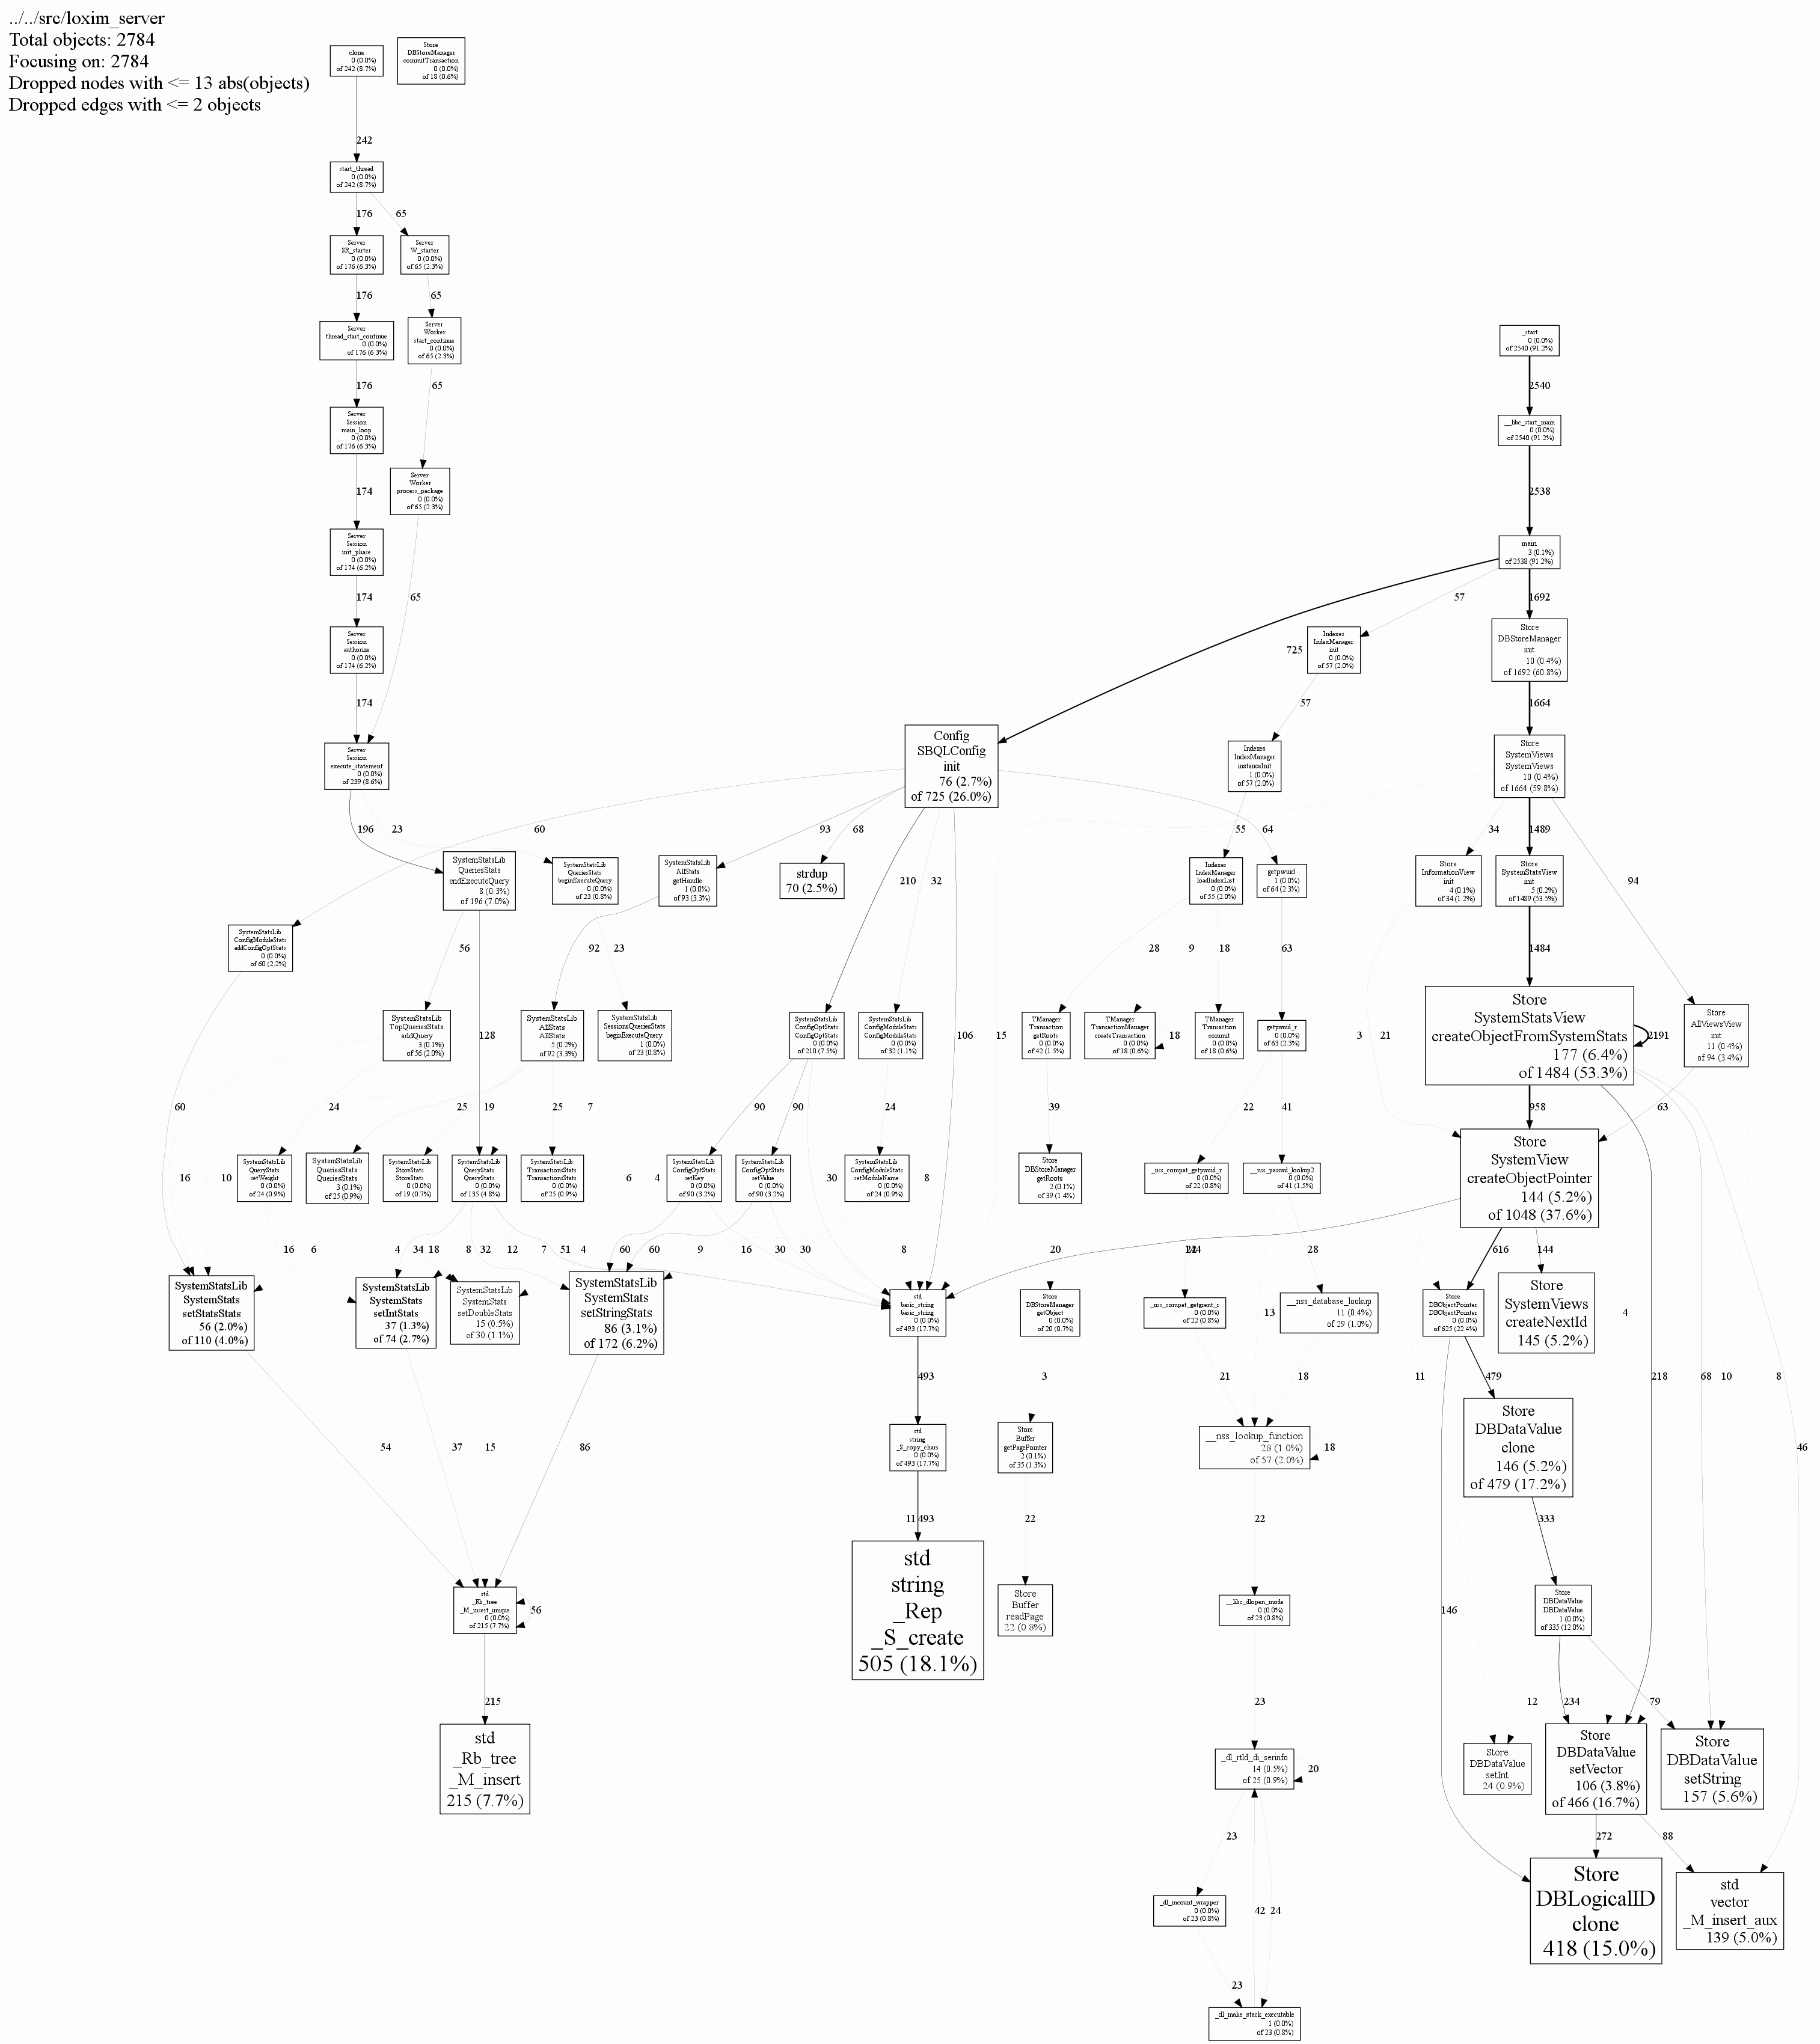 ../../src/loxim_server
Total objects: 2784
Focusing on: 2784
Dropped nodes with <= 13 abs(objects)
Dropped edges with <= 2 objects
clone
0 (0.0%)
of 242 (8.7%)
Store
DBStoreManager
commitTransaction
0 (0.0%)
of 18 (0.6%)
242
start_thread
0 (0.0%)
of 242 (8.7%)
176
65
Server
SR_starter
0 (0.0%)
of 176 (6.3%)
Server
W_starter
0 (0.0%)
of 65 (2.3%)
176
65
Server
thread_start_continue
0 (0.0%)
of 176 (6.3%)
Server
Worker
start_continue
0 (0.0%)
of 65 (2.3%)
_start
0 (0.0%)
of 2540 (91.2%)
176
65
2540
Server
Session
main_loop
0 (0.0%)
of 176 (6.3%)
__libc_start_main
0 (0.0%)
of 2540 (91.2%)
174
Server
Worker
process_package
0 (0.0%)
of 65 (2.3%)
2538
Server
Session
init_phase
0 (0.0%)
of 174 (6.2%)
main
3 (0.1%)
of 2538 (91.2%)
174
65
57
1692
Server
Session
authorize
0 (0.0%)
of 174 (6.2%)
725
Indexes
IndexManager
init
0 (0.0%)
of 57 (2.0%)
Store
DBStoreManager
init
10 (0.4%)
of 1692 (60.8%)
174
57
1664
Server
Session
execute_statement
0 (0.0%)
of 239 (8.6%)
Config
SBQLConfig
init
76 (2.7%)
of 725 (26.0%)
Indexes
IndexManager
instanceInit
1 (0.0%)
of 57 (2.0%)
Store
SystemViews
SystemViews
10 (0.4%)
of 1664 (59.8%)
196
23
60
93
68
64
55
34
1489
SystemStatsLib
QueriesStats
endExecuteQuery
8 (0.3%)
of 196 (7.0%)
SystemStatsLib
QueriesStats
beginExecuteQuery
0 (0.0%)
of 23 (0.8%)
SystemStatsLib
AllStats
getHandle
1 (0.0%)
of 93 (3.3%)
strdup
70 (2.5%)
210
32
Indexes
IndexManager
loadIndexList
0 (0.0%)
of 55 (2.0%)
getpwuid
1 (0.0%)
of 64 (2.3%)
Store
InformationView
init
4 (0.1%)
of 34 (1.2%)
Store
SystemStatsView
init
5 (0.2%)
of 1489 (53.5%)
94
SystemStatsLib
ConfigModuleStats
addConfigOptStats
0 (0.0%)
of 60 (2.2%)
56
92
23
28
9
18
63
1484
SystemStatsLib
TopQueriesStats
addQuery
3 (0.1%)
of 56 (2.0%)
128
SystemStatsLib
AllStats
AllStats
5 (0.2%)
of 92 (3.3%)
SystemStatsLib
SessionsQueriesStats
beginExecuteQuery
1 (0.0%)
of 23 (0.8%)
SystemStatsLib
ConfigOptStats
ConfigOptStats
0 (0.0%)
of 210 (7.5%)
SystemStatsLib
ConfigModuleStats
ConfigModuleStats
0 (0.0%)
of 32 (1.1%)
106
15
TManager
Transaction
getRoots
0 (0.0%)
of 42 (1.5%)
TManager
TransactionManager
createTransaction
0 (0.0%)
of 18 (0.6%)
18
TManager
Transaction
commit
0 (0.0%)
of 18 (0.6%)
getpwuid_r
0 (0.0%)
of 63 (2.3%)
3
21
Store
SystemStatsView
createObjectFromSystemStats
177 (6.4%)
of 1484 (53.3%)
2191
Store
AllViewsView
init
11 (0.4%)
of 94 (3.4%)
60
24
25
19
25
7
90
90
24
39
22
41
958
63
16
10
SystemStatsLib
QueryStats
setWeight
0 (0.0%)
of 24 (0.9%)
SystemStatsLib
QueriesStats
QueriesStats
3 (0.1%)
of 25 (0.9%)
SystemStatsLib
StoreStats
StoreStats
0 (0.0%)
of 19 (0.7%)
SystemStatsLib
QueryStats
QueryStats
0 (0.0%)
of 135 (4.8%)
SystemStatsLib
TransactionsStats
TransactionsStats
0 (0.0%)
of 25 (0.9%)
6
4
SystemStatsLib
ConfigOptStats
setKey
0 (0.0%)
of 90 (3.2%)
SystemStatsLib
ConfigOptStats
setValue
0 (0.0%)
of 90 (3.2%)
30
SystemStatsLib
ConfigModuleStats
setModuleName
0 (0.0%)
of 24 (0.9%)
8
Store
DBStoreManager
getRoots
2 (0.1%)
of 39 (1.4%)
_nss_compat_getpwuid_r
0 (0.0%)
of 22 (0.8%)
__nss_passwd_lookup2
0 (0.0%)
of 41 (1.5%)
Store
SystemView
createObjectPointer
144 (5.2%)
of 1048 (37.6%)
16
6
4
34
18
8
32
12
7
51
4
60
60
9
16
30
30
8
20
28
616
144
SystemStatsLib
SystemStats
setStatsStats
56 (2.0%)
of 110 (4.0%)
SystemStatsLib
SystemStats
setIntStats
37 (1.3%)
of 74 (2.7%)
SystemStatsLib
SystemStats
setDoubleStats
15 (0.5%)
of 30 (1.1%)
SystemStatsLib
SystemStats
setStringStats
86 (3.1%)
of 172 (6.2%)
std
basic_string
basic_string
0 (0.0%)
of 493 (17.7%)
Store
DBStoreManager
getObject
0 (0.0%)
of 20 (0.7%)
_nss_compat_getpwent_r
0 (0.0%)
of 22 (0.8%)
13
__nss_database_lookup
11 (0.4%)
of 29 (1.0%)
Store
DBObjectPointer
DBObjectPointer
0 (0.0%)
of 625 (22.4%)
Store
SystemViews
createNextId
145 (5.2%)
4
493
3
21
18
11
479
218
68
10
8
54
37
15
86
std
string
_S_copy_chars
0 (0.0%)
of 493 (17.7%)
Store
Buffer
getPagePointer
2 (0.1%)
of 35 (1.3%)
__nss_lookup_function
28 (1.0%)
of 57 (2.0%)
18
Store
DBDataValue
clone
146 (5.2%)
of 479 (17.2%)
46
11
493
22
22
333
std
_Rb_tree
_M_insert_unique
0 (0.0%)
of 215 (7.7%)
56
std
string
_Rep
_S_create
505 (18.1%)
Store
Buffer
readPage
22 (0.8%)
__libc_dlopen_mode
0 (0.0%)
of 23 (0.8%)
146
Store
DBDataValue
DBDataValue
1 (0.0%)
of 335 (12.0%)
215
23
12
234
79
std
_Rb_tree
_M_insert
215 (7.7%)
_dl_rtld_di_serinfo
14 (0.5%)
of 25 (0.9%)
20
Store
DBDataValue
setInt
24 (0.9%)
Store
DBDataValue
setVector
106 (3.8%)
of 466 (16.7%)
Store
DBDataValue
setString
157 (5.6%)
23
272
88
_dl_mcount_wrapper
0 (0.0%)
of 23 (0.8%)
42
24
Store
DBLogicalID
clone
418 (15.0%)
std
vector
_M_insert_aux
139 (5.0%)
23
_dl_make_stack_executable
1 (0.0%)
of 23 (0.8%)